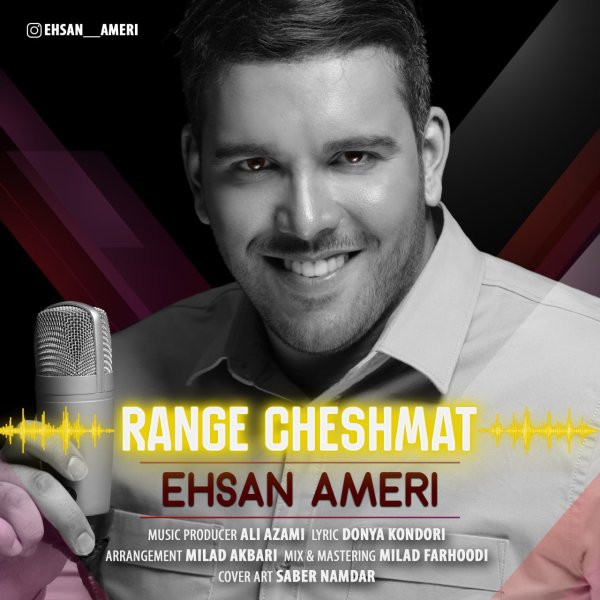 EHSAN__AMERI
RANGE CHESHMAT
EHSAN AMERI
MUSIC PRODUCER ALI AZAMI LYRIC DONYA KONDORI
ARRANGEMENT MILAD AKBARI MIX & MASTERING MILAD FARHOODI
COVER ART SABER NAMDAR